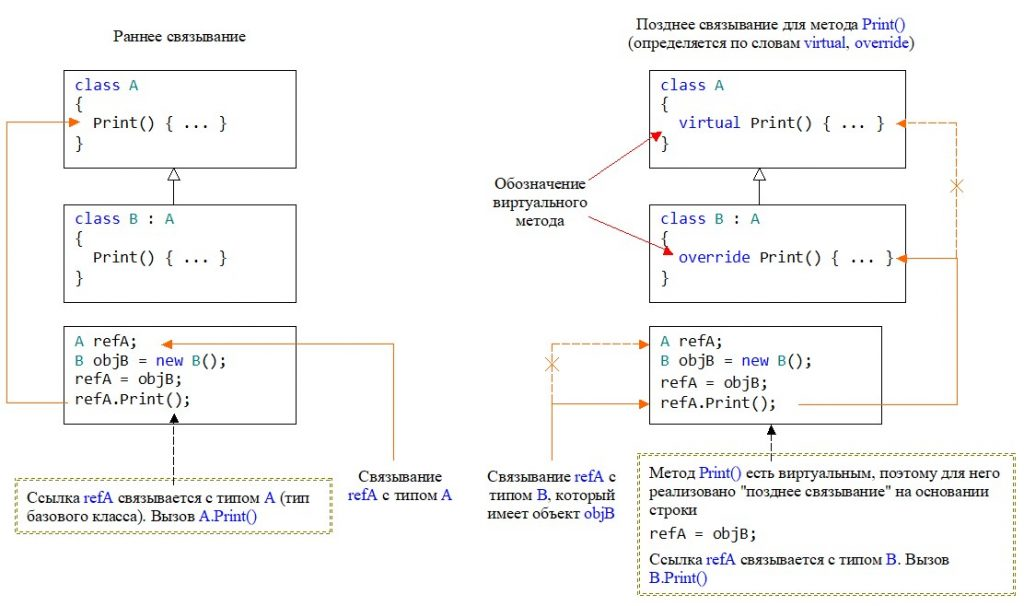 Раннее связывание
class A
{
Print() { ... }
}
class B : A
{
Print() { ... }
}
A refA;
B objB = new B();
refA = objB;
refA.Print();
Ссылка refA связывается с типом A (тип
базового класса). Вызов A.Print()
Связывание
refA с типом A
Позднее связывание для метода Print()
(определяется по словам virtual, override)
class A
{
virtual Print() { ... }
}
Обозначение
виртуального
метода
class B : A
{
override Print() { ... }
}
A refA;
B objB = new B();
refA = objB;
refA.Print();
Связывание refA с
типом B, который
имеет объект objB
Метод Print() есть виртуальным, поэтому для него
реализовано "позднее связывание" на основании
строки
refA = objB;
Ссылка refA связывается с типом B. Вызов
B.Print()